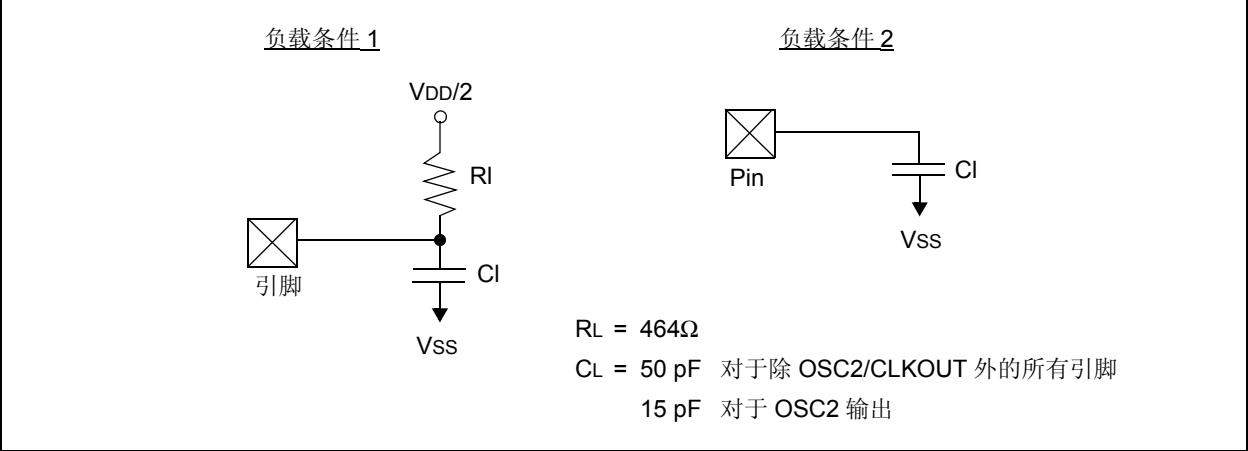 负载条件 1
负载条件 2
VDD/2
Rl
引脚
Cl
VSS
Pin
Cl
VSS
RL = 464Ω
CL = 50 pF 对于除 OSC2/CLKOUT 外的所有引脚
15 pF 对于 OSC2 输出